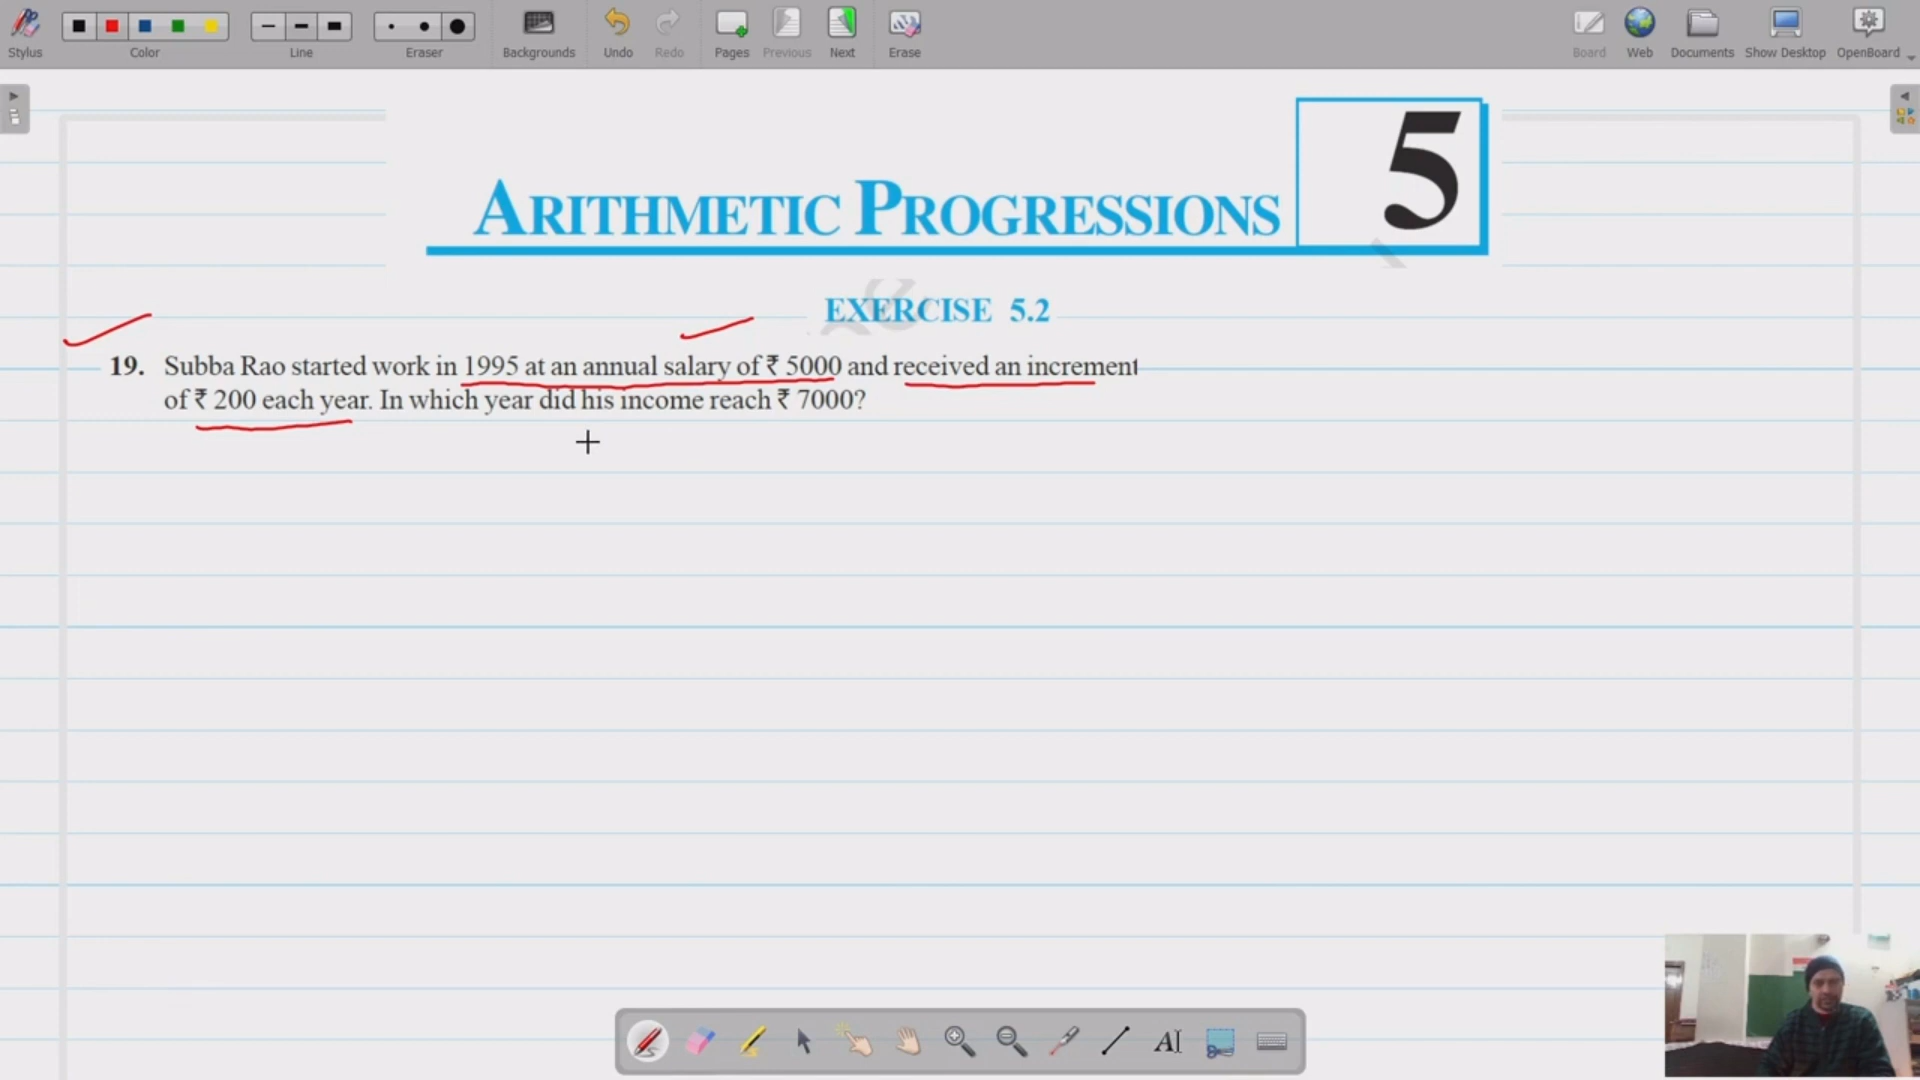 Stylus
Color
Line
Eraser
Backgrounds
Undo
Redo
Pages
Previous
Next
Erase
Board
Web
Documents
Show Desktop
OpenBoard
ARITHMETIC PROGRESSIONS
5
EXERCISE 5.2
19. Subba Rao started work in 1995 at an annual salary of ₹ 5000 and received an increment
of ₹ 200 each year. In which year did his income reach ₹ 7000?